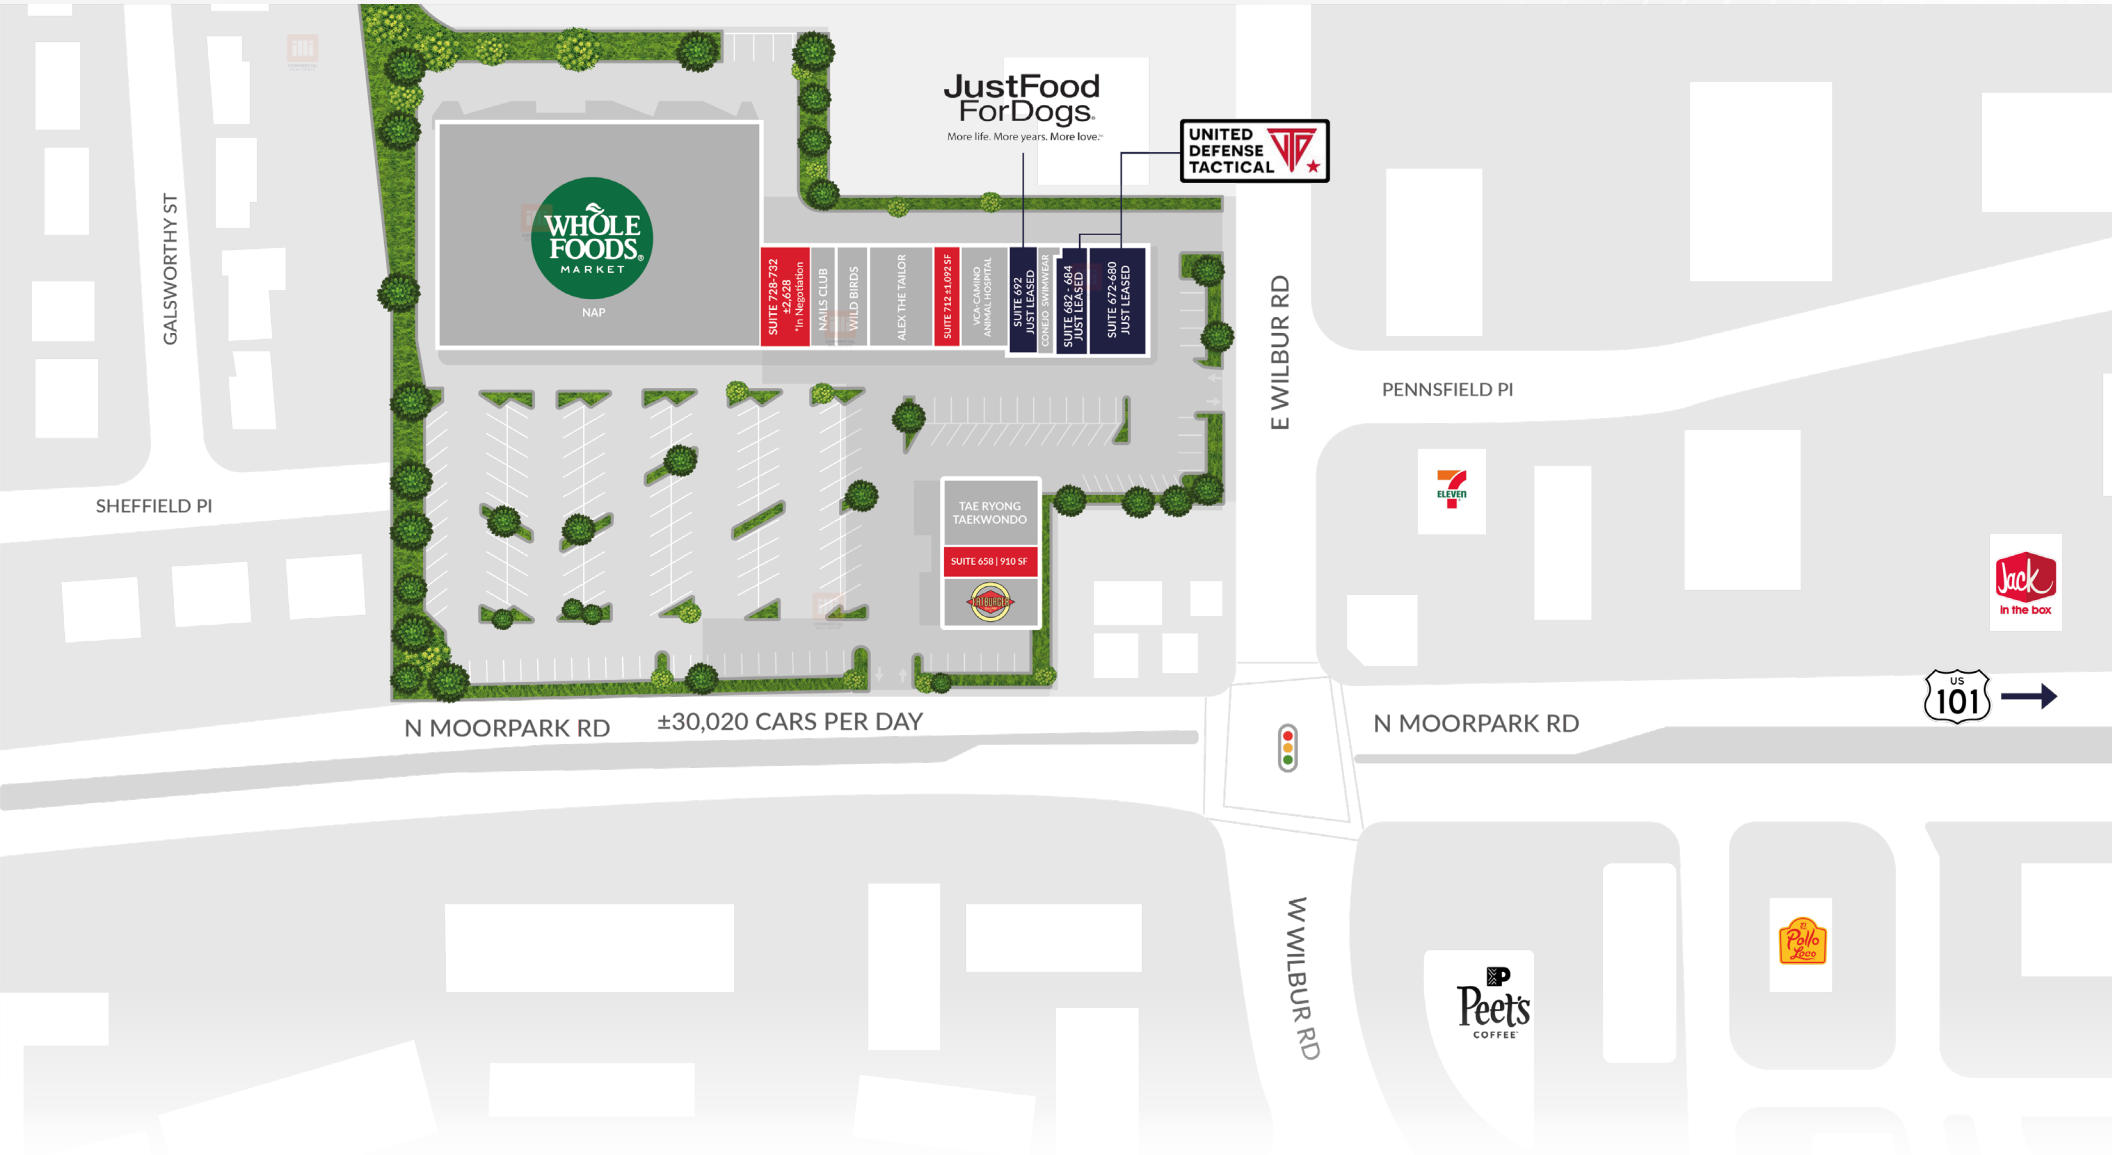 JustFood
ForDogs
More life. More years. More love.
UNITED
DEFENSE
TACTICAL
WHOLE
FOODS
MARKET
NAP
SUITE 728-732
±2,628
*In Negotiation
NAILS CLUB
WILD BIRDS
ALEX THE TAILOR
SUITE 712 ±1,092 SF
VCA-CAMINO
ANIMAL HOSPITAL
SUITE 692
JUST LEASED
CONEJO SWIMWEAR
SUITE 682 - 684
JUST LEASED
SUITE 672-680
JUST LEASED
GALSWORTHY ST
E WILBUR RD
PENNSFIELD Pl
SHEFFIELD Pl
TAE RYONG
TAEKWONDO
SUITE 658 | 910 SF
FATBURGER
7
ELEVEN
Jack
in the box
US
101
N MOORPARK RD
±30,020 CARS PER DAY
N MOORPARK RD
W WILBUR RD
El
Pollo
Loco
P
Peet's
COFFEE